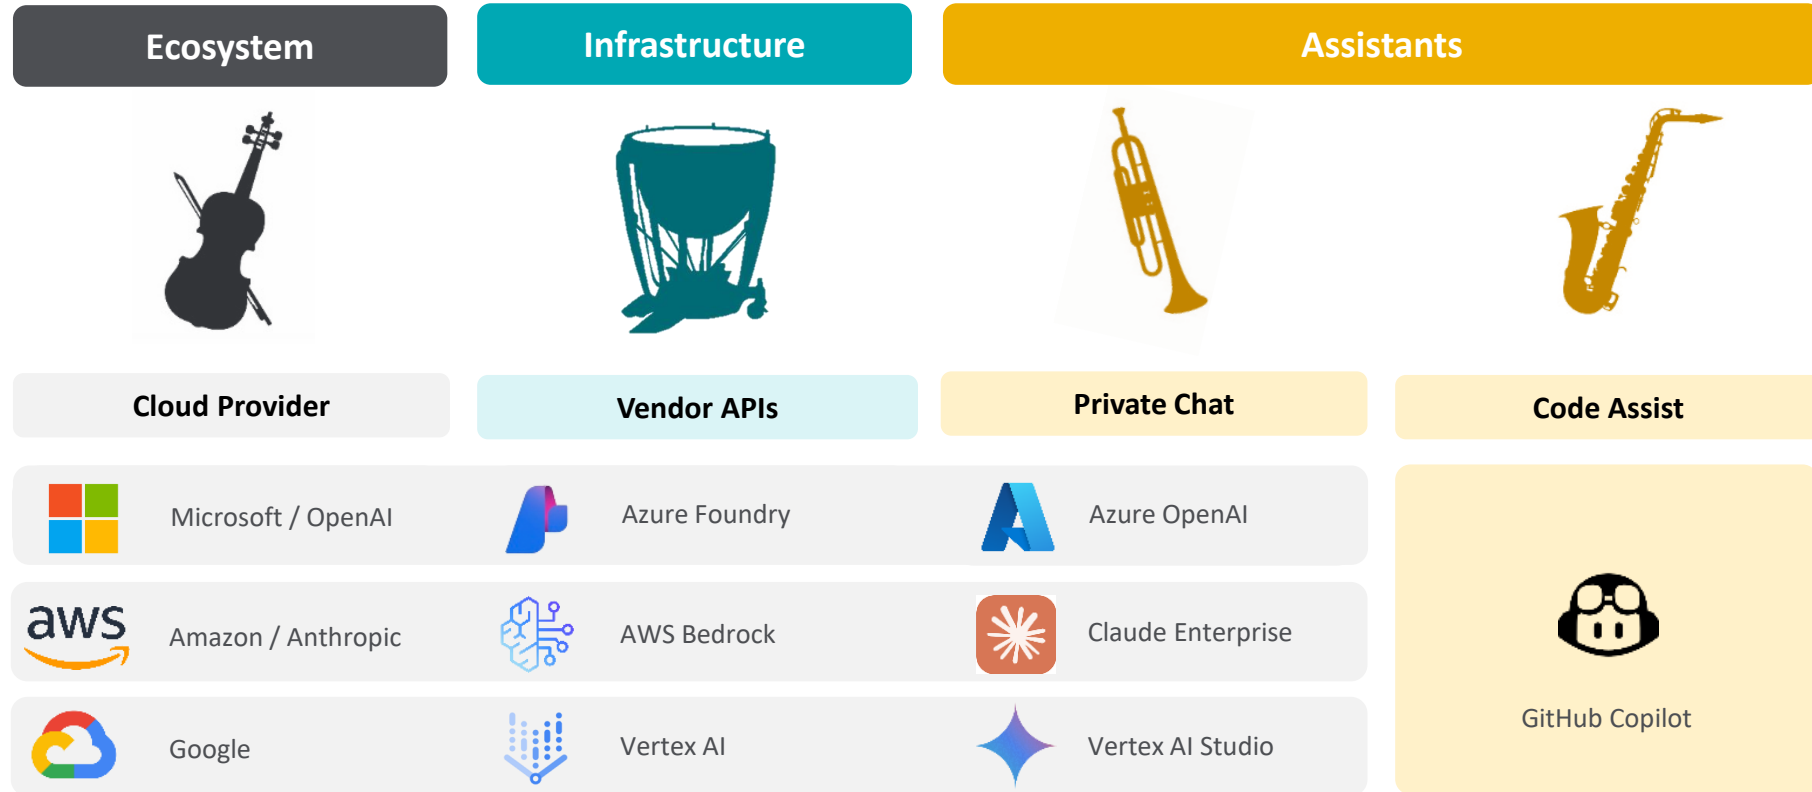 Ecosystem
Infrastructure
Assistants
Cloud Provider
Vendor APIs
Private Chat
Code Assist
Microsoft / OpenAI
Azure Foundry
Azure OpenAI
aws
Amazon / Anthropic
AWS Bedrock
Claude Enterprise
Google
Vertex AI
Vertex AI Studio
GitHub Copilot